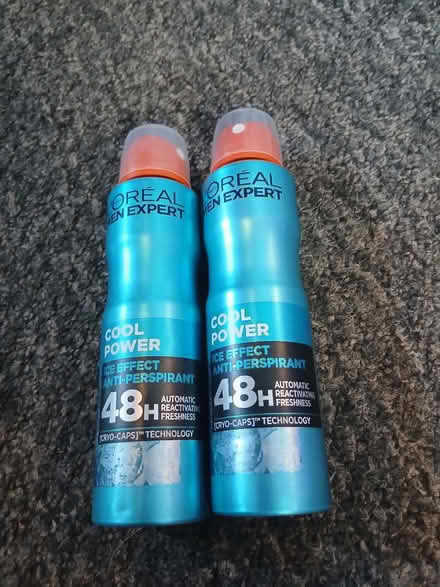 ORÉAL
MEN EXPERT
COOL
POWER
ICE EFFECT
ANTI-PERSPIRANT
48H
AUTOMATIC
REACTIVATING
FRESHNESS
[CRYO-CAPS]™ TECHNOLOGY
ORÉAL
MEN EXPERT
COOL
POWER
ICE EFFECT
ANTI-PERSPIRANT
48H
AUTOMATIC
REACTIVATING
FRESHNESS
[CRYO-CAPS]™ TECHNOLOGY